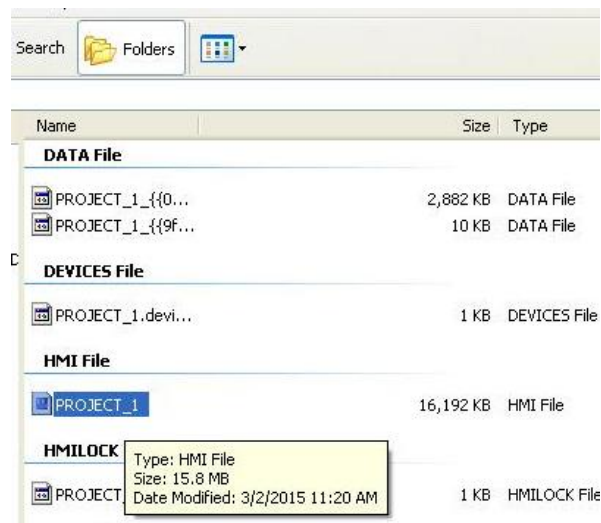 Search Folders
Name Size Type
DATA File
PROJECT_1_{{0... 2,882 KB DATA File
PROJECT_1_{{9f... 10 KB DATA File
DEVICES File
PROJECT_1.devi... 1 KB DEVICES File
HMI File
PROJECT_1 16,192 KB HMI File
HMILOCK
Type: HMI File
Size: 15.8 MB
Date Modified: 3/2/2015 11:20 AM
PROJECT_ 1 KB HMILOCK File